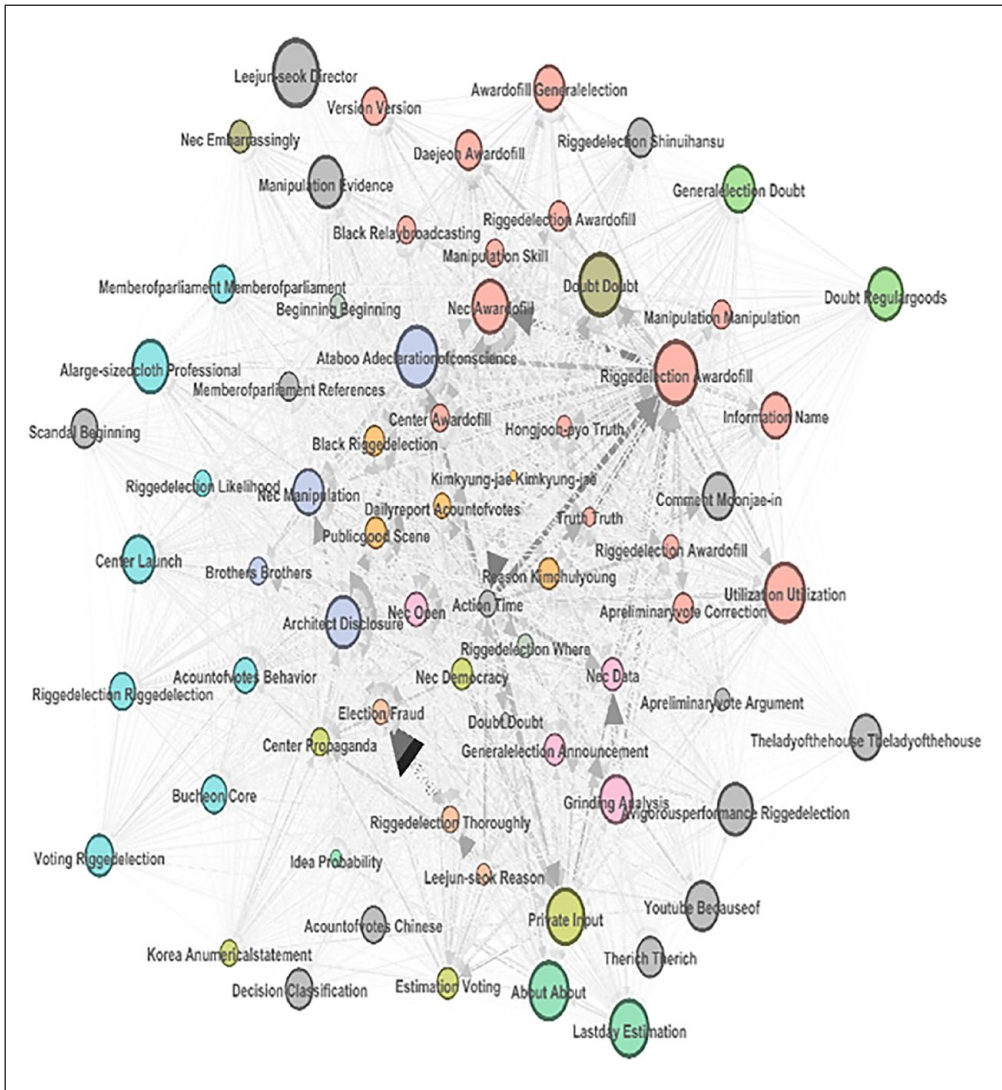 Leejun-seok Director
Version Version
Awardofill Generalelection
Nec Embarrassingly
Daejeon Awardofill
Riggedelection Shinuihansu
Manipulation Evidence
Generalelection Doubt
Riggedelection Awardofill
Black Relaybroadcasting
Manipulation Skill
Memberofparliament Memberofparliament
Doubt Doubt
Doubt Regulargoods
Beginning Beginning
Nec Awardofill
Manipulation Manipulation
Ataboo Adeclarationofconscience
Alarge-sizedcloth Professional
Riggedelection Awardofill
Memberofparliament References
Information Name
Center Awardofill
Scandal Beginning
Hongjoon-pyo Truth
Black Riggedelection
Kimkyung-jae Kimkyung-jae
Riggedelection Likelihood
Nec Manipulation
Comment Moonjae-in
Dailyreport Acountofvotes
Truth Truth
Publicgood Scene
Riggedelection Awardofill
Center Launch
Brothers Brothers
Reason Kimchulyoung
Utilization Utilization
Action Time
Nec Open
Apreliminaryvote Correction
Architect Disclosure
Riggedelection Where
Acountofvotes Behavior
Nec Democracy
Nec Data
Riggedelection Riggedelection
Apreliminaryvote Argument
Election Fraud
Doubt Doubt
Center Propaganda
Generalelection Announcement
Theladyofthehouse Theladyofthehouse
Bucheon Core
Grinding Analysis
Avigorousperformance Riggedelection
Riggedelection Thoroughly
Voting Riggedelection
Idea Probability
Leejun-seok Reason
Youtube Becauseof
Private Input
Acountofvotes Chinese
Korea Anumericalstatement
Therich Therich
Estimation Voting
Decision Classification
About About
Lastday Estimation